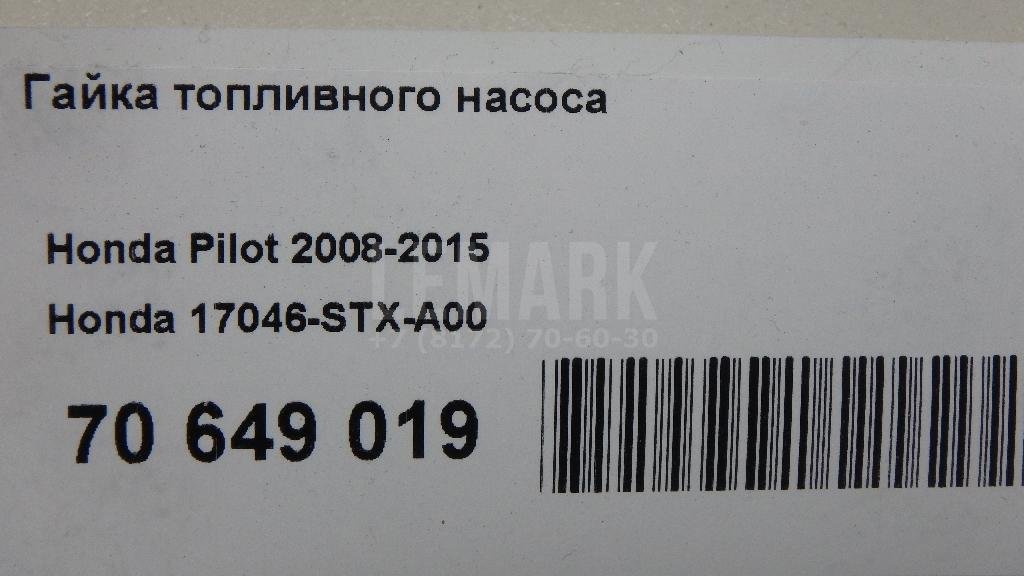 Гайка топливного насоса
Honda Pilot 2008-2015
LEMARK
Honda 17046-STX-A00
+7 (8172) 70-60-30
70 649 019